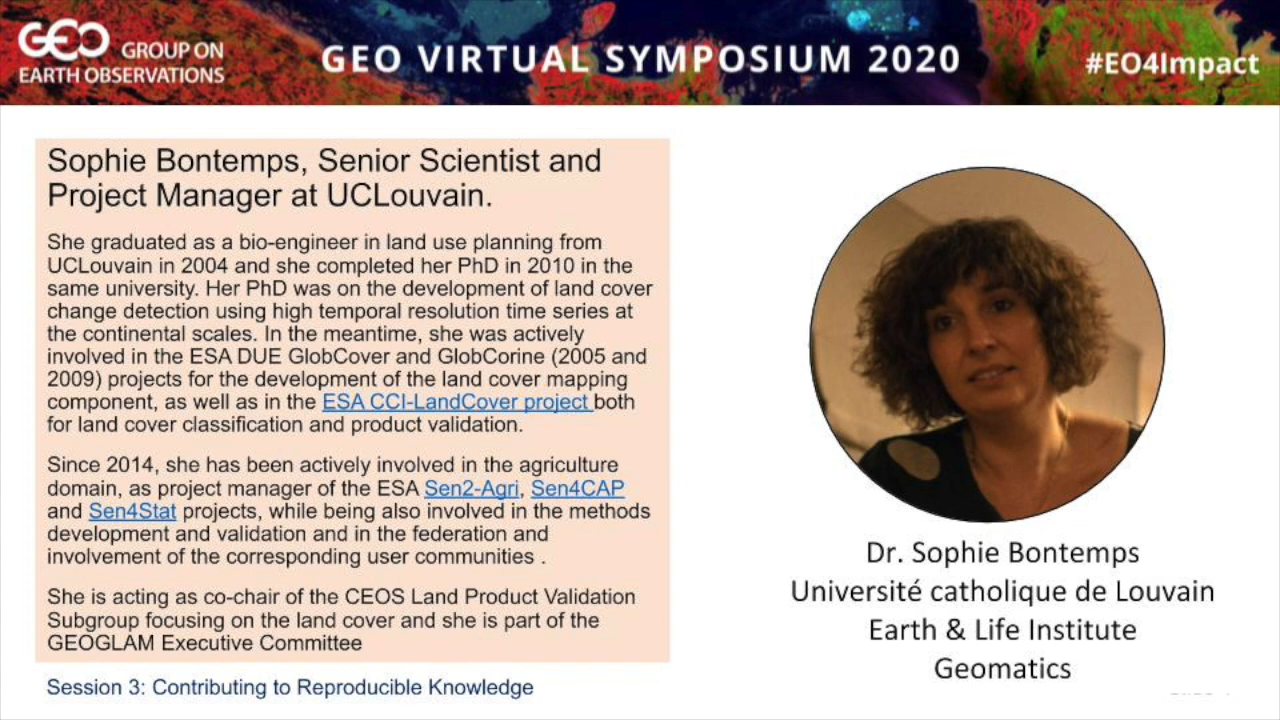 GEO GROUP ON
EARTH OBSERVATIONS
GEO VIRTUAL SYMPOSIUM 2020
#EO4Impact
Sophie Bontemps, Senior Scientist and
Project Manager at UCLouvain.
She graduated as a bio-engineer in land use planning from
UCLouvain in 2004 and she completed her PhD in 2010 in the
same university. Her PhD was on the development of land cover
change detection using high temporal resolution time series at
the continental scales. In the meantime, she was actively
involved in the ESA DUE GlobCover and GlobCorine (2005 and
2009) projects for the development of the land cover mapping
component, as well as in the ESA CCI-LandCover project both
for land cover classification and product validation.
Since 2014, she has been actively involved in the agriculture
domain, as project manager of the ESA Sen2-Agri, Sen4CAP
and Sen4Stat projects, while being also involved in the methods
development and validation and in the federation and
involvement of the corresponding user communities .
She is acting as co-chair of the CEOS Land Product Validation
Subgroup focusing on the land cover and she is part of the
GEOGLAM Executive Committee
Session 3: Contributing to Reproducible Knowledge
Dr. Sophie Bontemps
Université catholique de Louvain
Earth & Life Institute
Geomatics